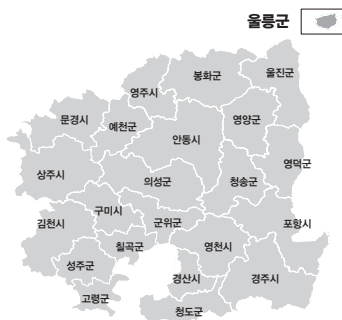 울릉군
울진군
봉화군
영주시
문경시
예천군
영양군
안동시
영덕군
상주시
의성군
청송군
구미시
김천시
군위군
포항시
칠곡군
영천시
성주군
경산시
경주시
고령군
청도군